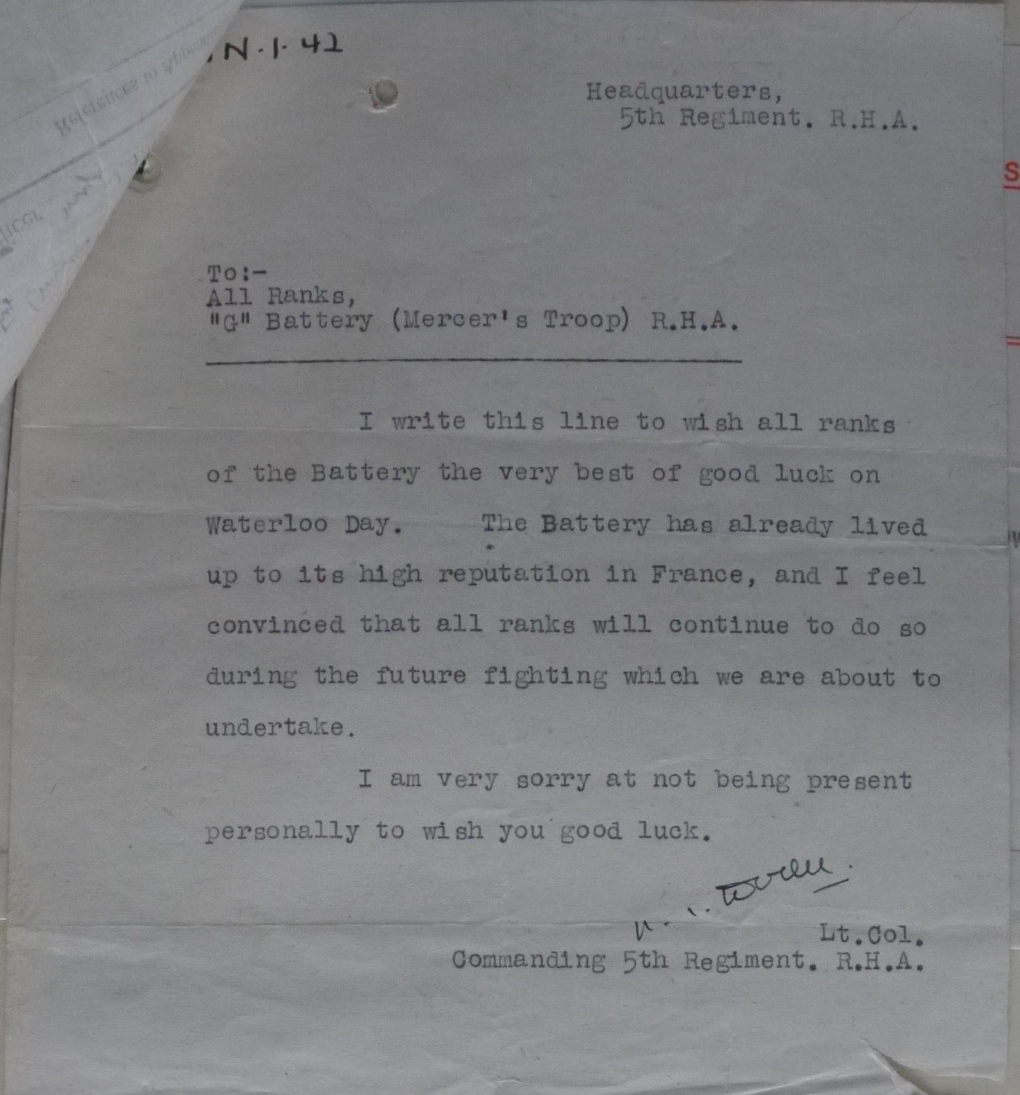 N.1.42
Headquarters,
5th Regiment. R.H.A.
References to
To:-
All Ranks,
"G" Battery (Mercer's Troop) R.H.A.
I write this line to wish all ranks
of the Battery the very best of good luck on
Waterloo Day. The Battery has already lived
up to its high reputation in France, and I feel
convinced that all ranks will continue to do so
during the future fighting which we are about to
undertake.
I am very sorry at not being present
personally to wish you good luck.
Lt.Col.
Commanding 5th Regiment. R.H.A.